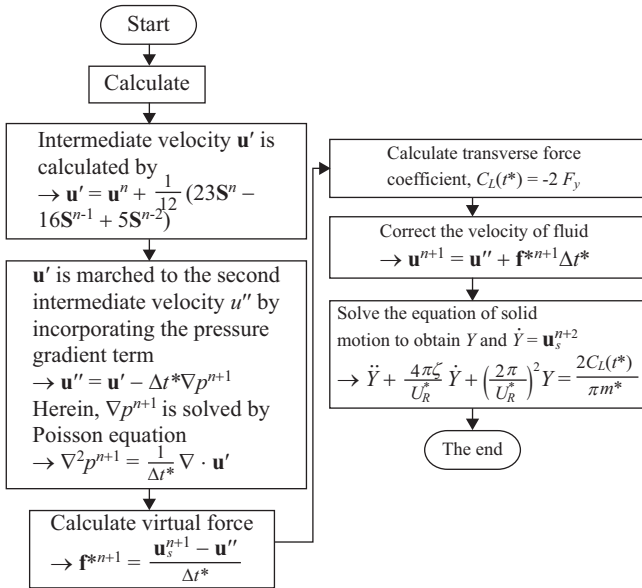 Start
Calculate
Intermediate velocity u′ is
calculated by
→ u′ = uⁿ + 1/12 (23Sⁿ −
16Sⁿ⁻¹ + 5Sⁿ⁻²)
u′ is marched to the second
intermediate velocity u″ by
incorporating the pressure
gradient term
→ u″ = u′ − Δt*∇pⁿ⁺¹
Herein, ∇pⁿ⁺¹ is solved by
Poisson equation
→ ∇²pⁿ⁺¹ = 1/Δt* ∇ · u′
Calculate virtual force
→ f*ⁿ⁺¹ = (uₛⁿ⁺¹ − u″)/Δt*
Calculate transverse force
coefficient, C_L(t*) = -2 F_y
Correct the velocity of fluid
→ uⁿ⁺¹ = u″ + f*ⁿ⁺¹Δt*
Solve the equation of solid
motion to obtain Y and Ẏ = uₛⁿ⁺²
→ Ÿ + 4πζ/U_R* Ẏ + (2π/U_R*)² Y = 2C_L(t*)/πm*
The end